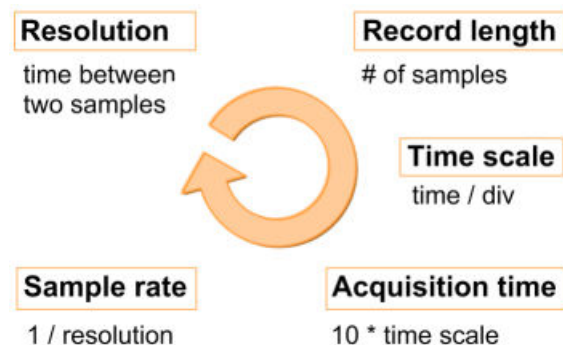 Resolution
time between
two samples
Record length
# of samples
Time scale
time / div
Sample rate
1 / resolution
Acquisition time
10 * time scale